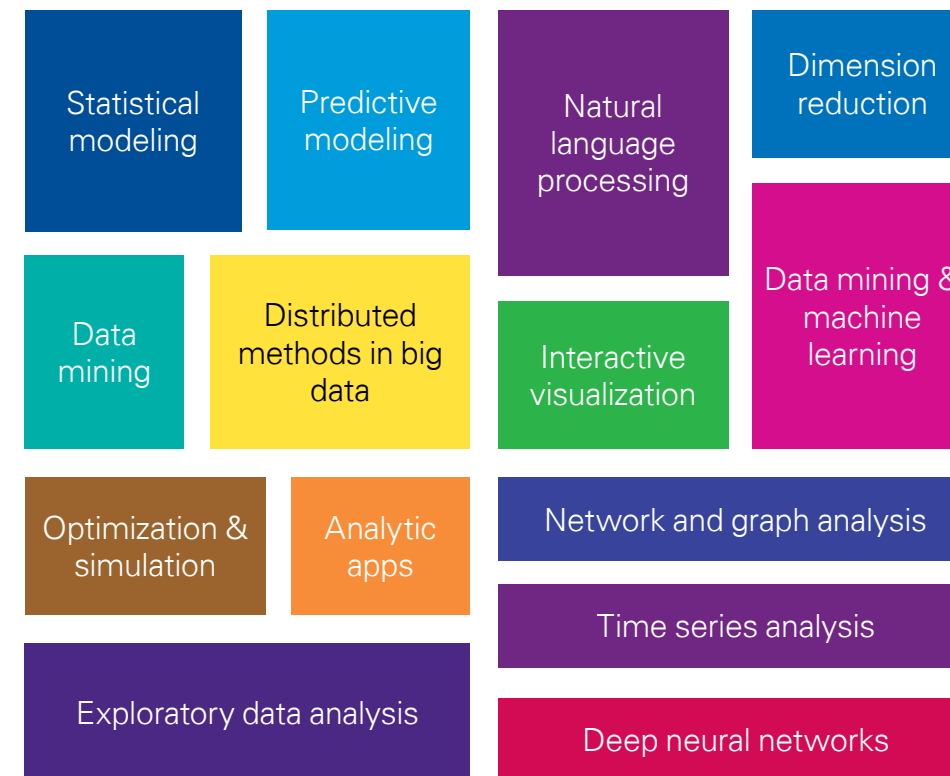 Statistical
modeling
Predictive
modeling
Natural
language
processing
Dimension
reduction
Data mining &
machine
learning
Data
mining
Distributed
methods in big
data
Interactive
visualization
Optimization &
simulation
Analytic
apps
Network and graph analysis
Time series analysis
Exploratory data analysis
Deep neural networks